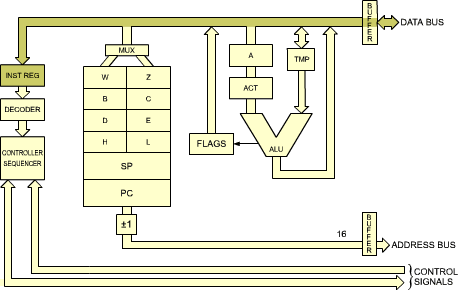 BUFFER
DATA BUS
MUX
INST REG
W Z
A
TMP
B C
ACT
DECODER
D E
H L
FLAGS
ALU
CONTROLLER
SEQUENCER
SP
PC
±1
16
BUFFER
ADDRESS BUS
CONTROL
SIGNALS